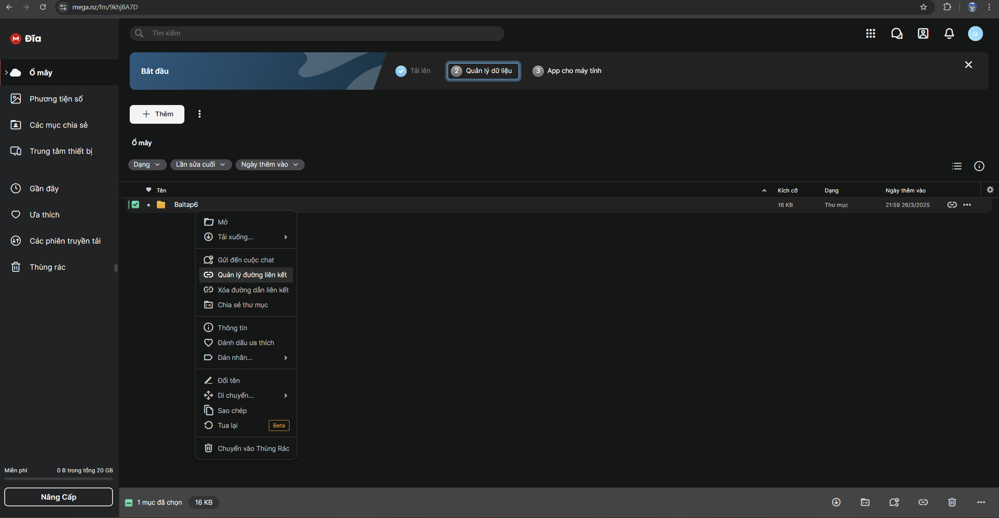 mega.nz/fm/9khjBA7D
M Đĩa
Tìm kiếm
Q
Ổ mây
Phương tiện số
Các mục chia sẻ
Trung tâm thiết bị
Gần đây
Ưa thích
Các phiên truyền tải
Thùng rác
Bắt đầu
Tải lên
2 Quản lý dữ liệu
3 App cho máy tính
Thêm
Ổ mây
Dạng
Lần sửa cuối
Ngày thêm vào
Tên
Kích cỡ
Dạng
Ngày thêm vào
Baitap6
16 KB
Thư mục
21:59 26/3/2025
Mở
Tải xuống...
Gửi đến cuộc chat
Quản lý đường liên kết
Xóa đường dẫn liên kết
Chia sẻ thư mục
Thông tin
Đánh dấu ưa thích
Dán nhãn...
Đổi tên
Di chuyển...
Sao chép
Tua lại
Beta
Chuyển vào Thùng Rác
Miễn phí
0 B trong tổng 20 GB
Nâng Cấp
1 mục đã chọn
16 KB